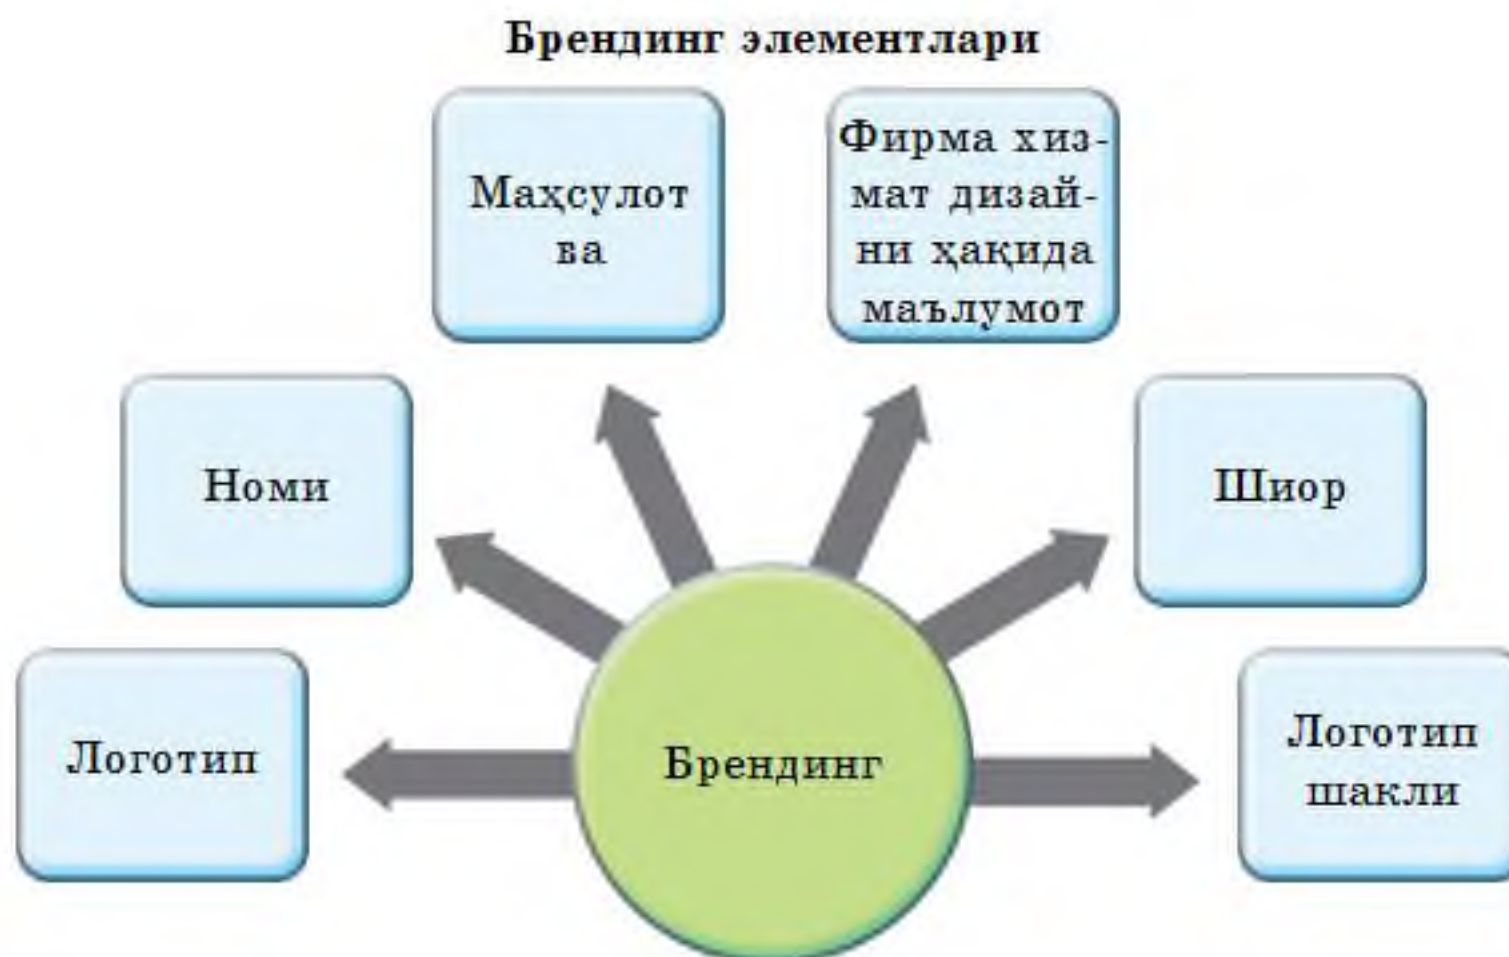 Брендинг элементлари
Маҳсулот
ва
Фирма хиз-
мат дизай-
ни ҳақида
маълумот
Номи
Шиор
Логотип
Брендинг
Логотип
шакли